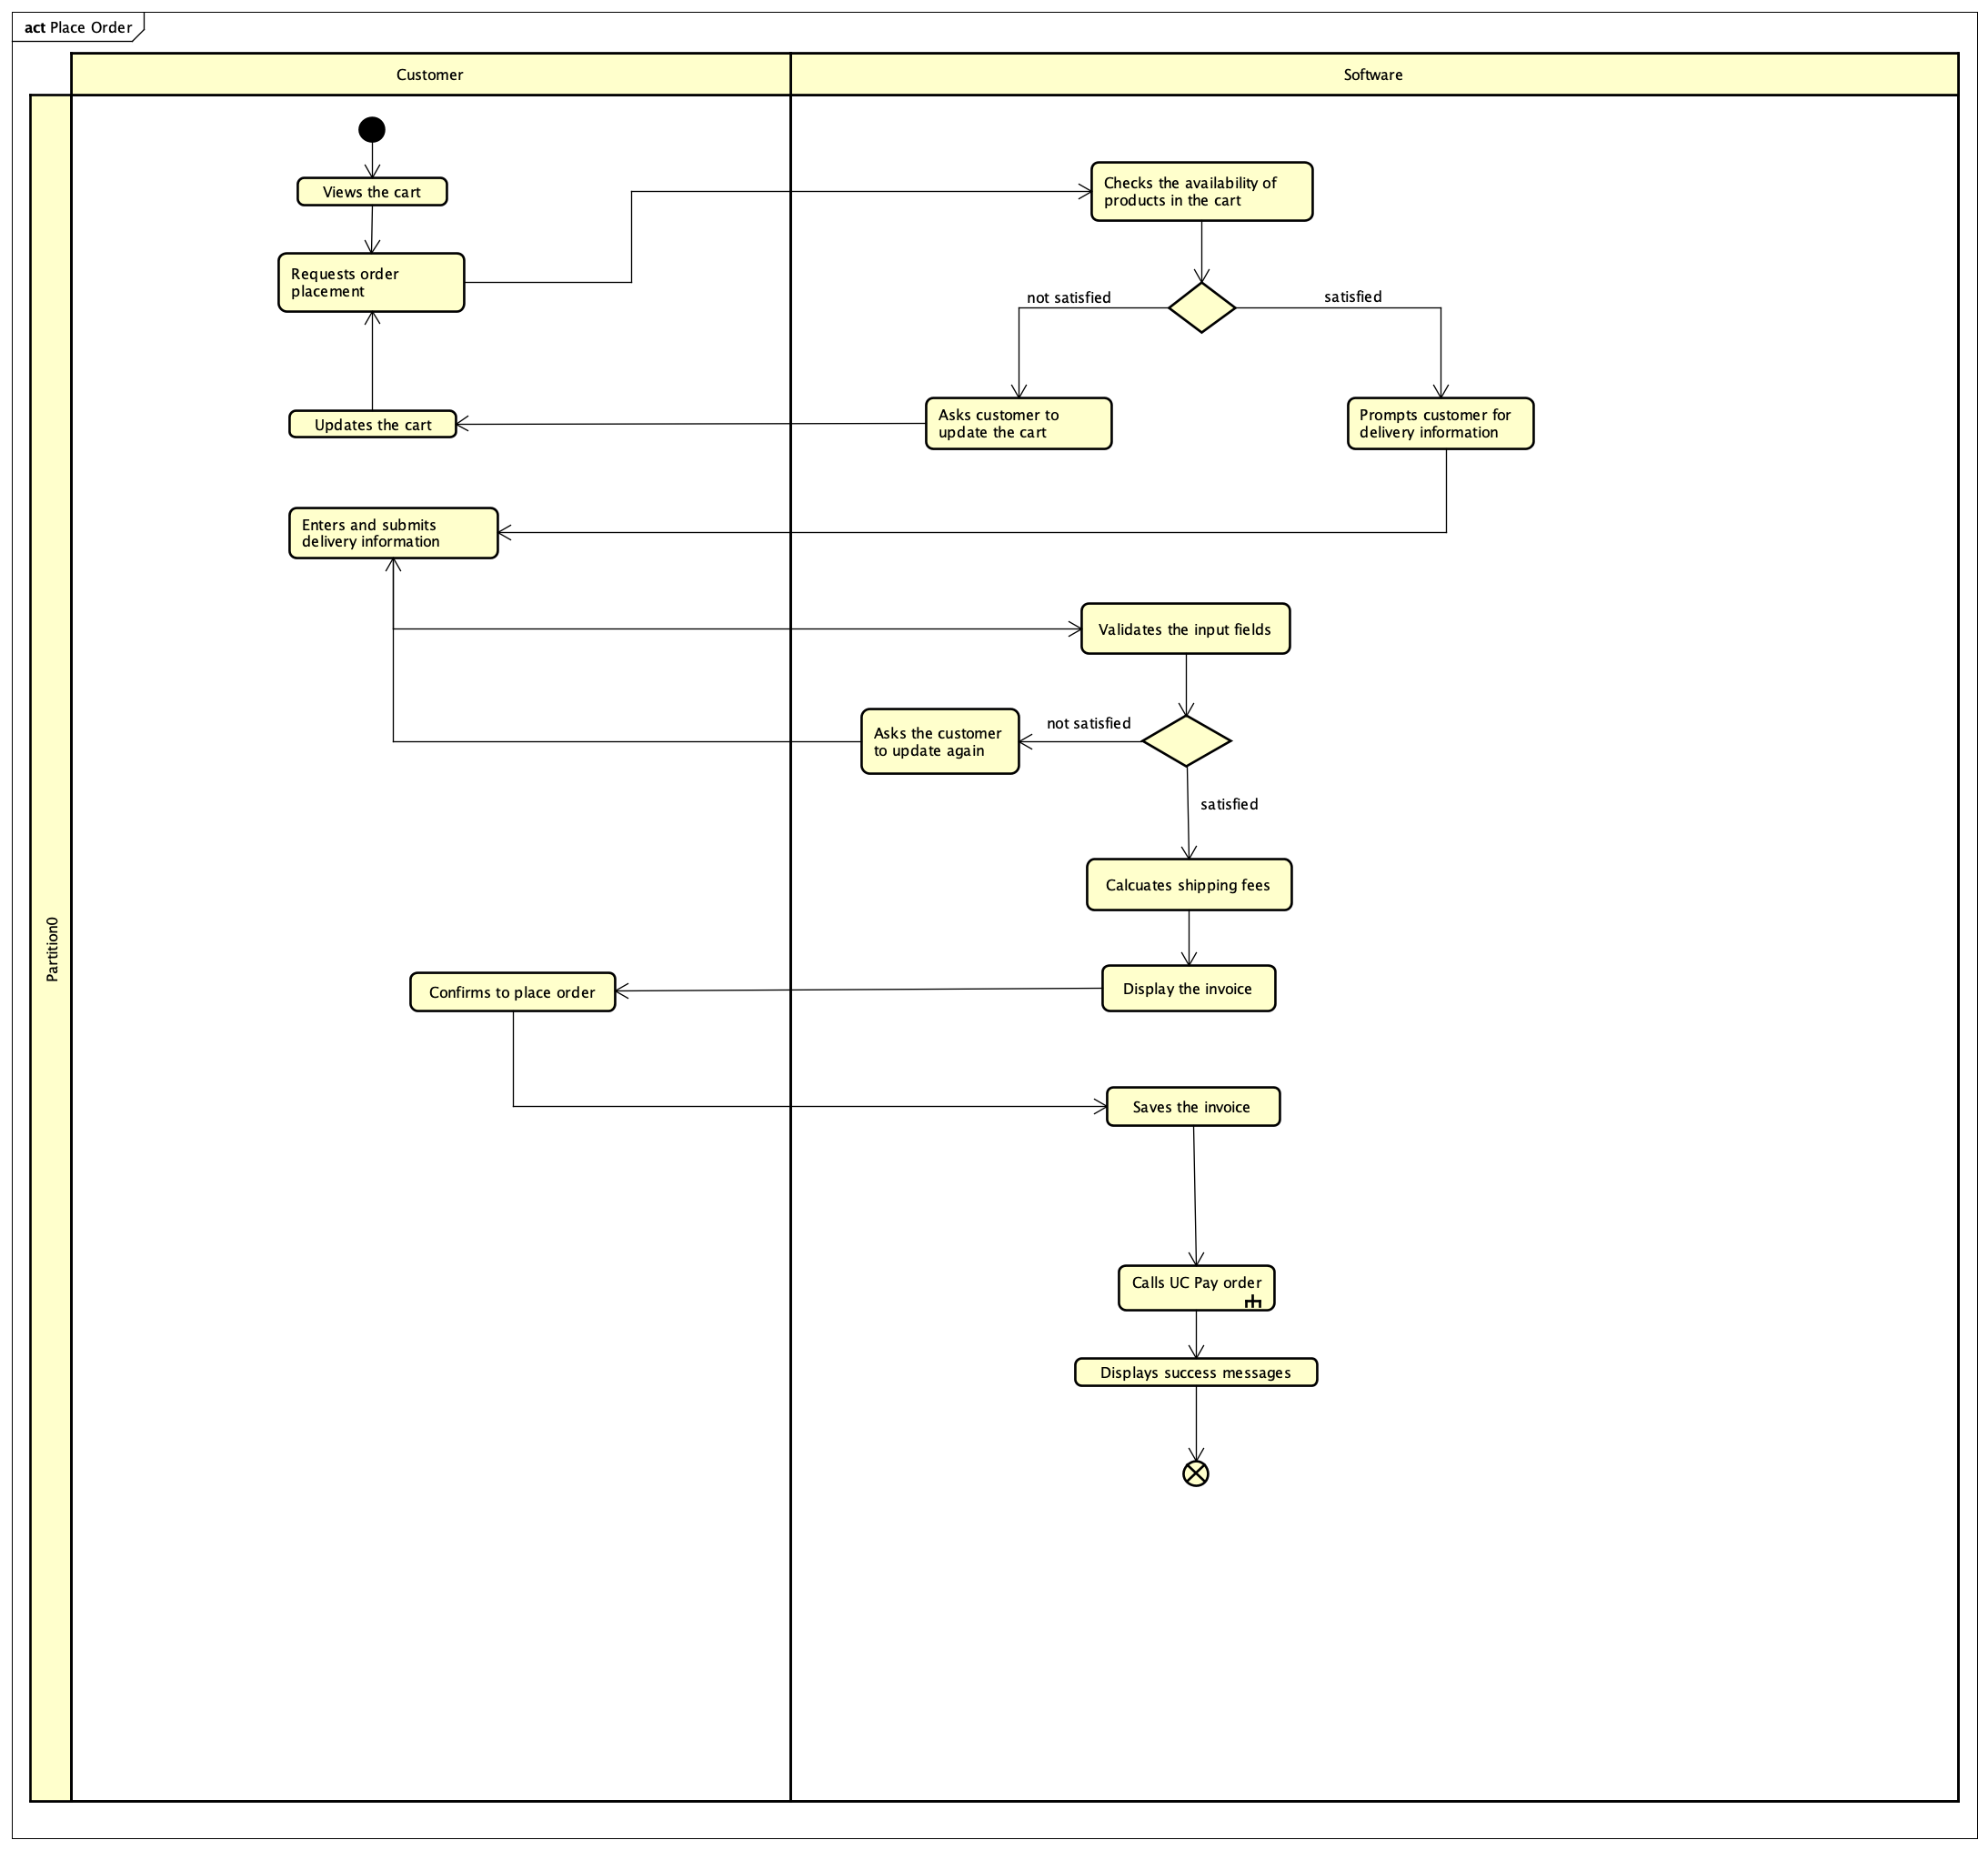 act Place Order
Customer
Software
Partition0
Views the cart
Checks the availability of
products in the cart
Requests order
placement
not satisfied
satisfied
Updates the cart
Asks customer to
update the cart
Prompts customer for
delivery information
Enters and submits
delivery information
Validates the input fields
Asks the customer
to update again
not satisfied
satisfied
Calcuates shipping fees
Confirms to place order
Display the invoice
Saves the invoice
Calls UC Pay order
Displays success messages